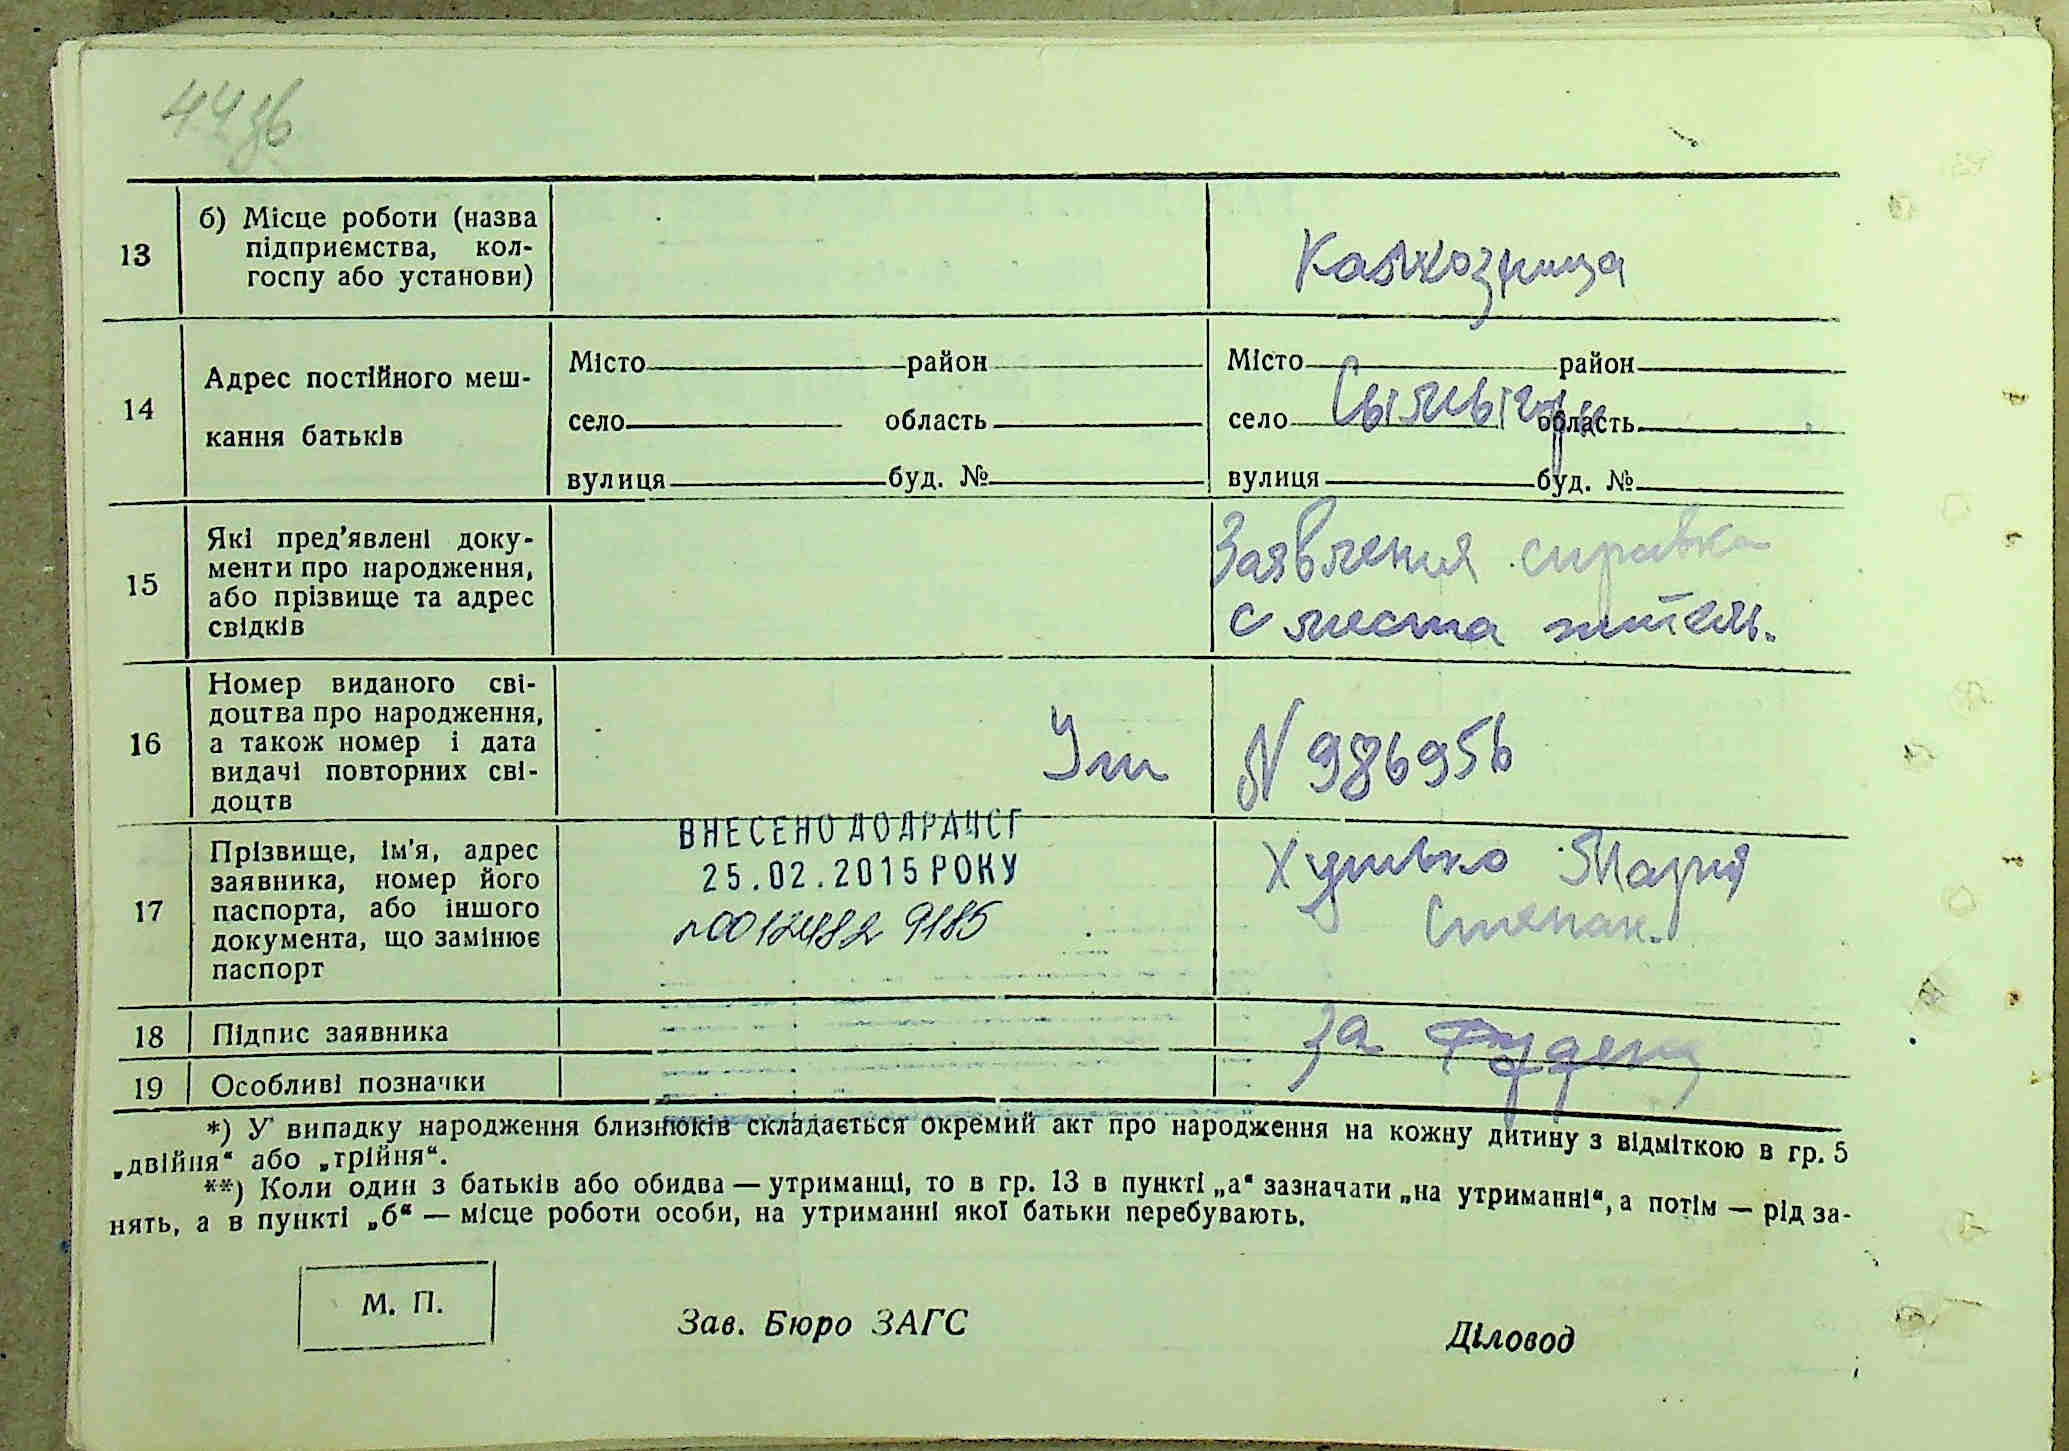 44зв
13
б) Місце роботи (назва
підприємства, кол-
госпу або установи)
Колхозница
14
Адрес постійного меш-
кання батьків
Місто район
село область
вулиця буд. №
Місто район
село область
вулиця буд. №
15
Які пред'явлені доку-
менти про народження,
або прізвище та адрес
свідків
Заявления справка
с места житель.
16
Номер виданого сві-
доцтва про народження,
а також номер і дата
видачі повторних сві-
доцтв
N 986956
17
Прізвище, ім'я, адрес
заявника, номер його
паспорта, або іншого
документа, що замінює
паспорт
ВНЕСЕНО ДО ДРАЦСГ
25.02.2015 РОКУ
Мария
Степан.
18
Підпис заявника
за
19
Особливі позначки
*) У випадку народження близнюків складається окремий акт про народження на кожну дитину з відміткою в гр. 5
„двійня“ або „трійня“.
**) Коли один з батьків або обидва — утриманці, то в гр. 13 в пункті „а“ зазначати „на утриманні“, а потім — рід за-
нять, а в пункті „б“ — місце роботи особи, на утриманні якої батьки перебувають.
М. П.
Зав. Бюро ЗАГС
Діловод